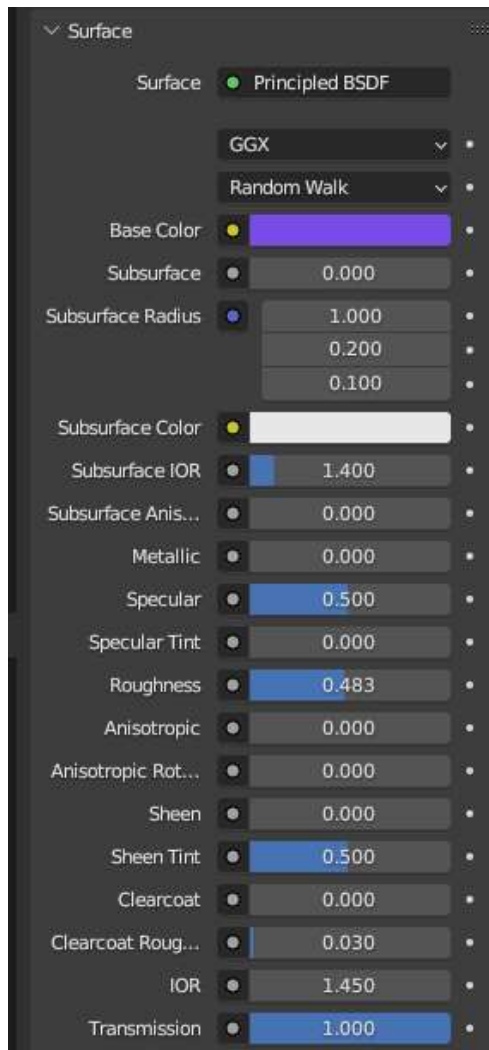 Surface
Surface Principled BSDF
GGX
Random Walk
Base Color
Subsurface 0.000
Subsurface Radius 1.000
0.200
0.100
Subsurface Color
Subsurface IOR 1.400
Subsurface Anis... 0.000
Metallic 0.000
Specular 0.500
Specular Tint 0.000
Roughness 0.483
Anisotropic 0.000
Anisotropic Rot... 0.000
Sheen 0.000
Sheen Tint 0.500
Clearcoat 0.000
Clearcoat Roug... 0.030
IOR 1.450
Transmission 1.000